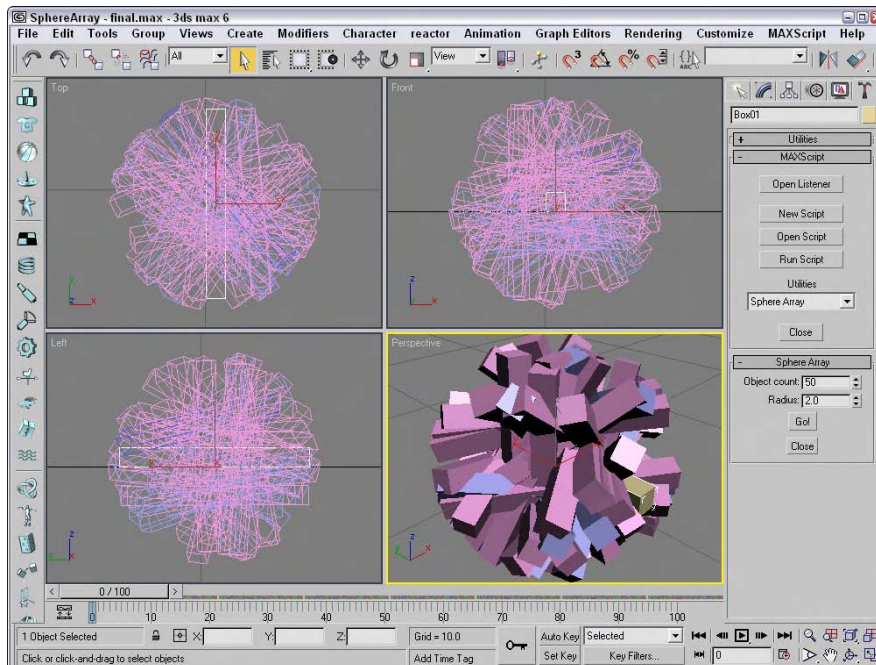 SphereArray - final.max - 3ds max 6
File Edit Tools Group Views Create Modifiers Character reactor Animation Graph Editors Rendering Customize MAXScript Help
All
View
3
ABC
Top
Front
Box01
+ Utilities
- MAXScript
Open Listener
New Script
Open Script
Run Script
Utilities
Sphere Array
Close
- Sphere Array
Object count: 50
Radius: 2.0
Go!
Close
Left
Perspective
< 0 / 100 >
0 10 20 30 40 50 60 70 80 90 100
1 Object Selected X: Y: Z: Grid = 10.0 Auto Key Selected
Click or click-and-drag to select objects Add Time Tag Set Key Key Filters... 0